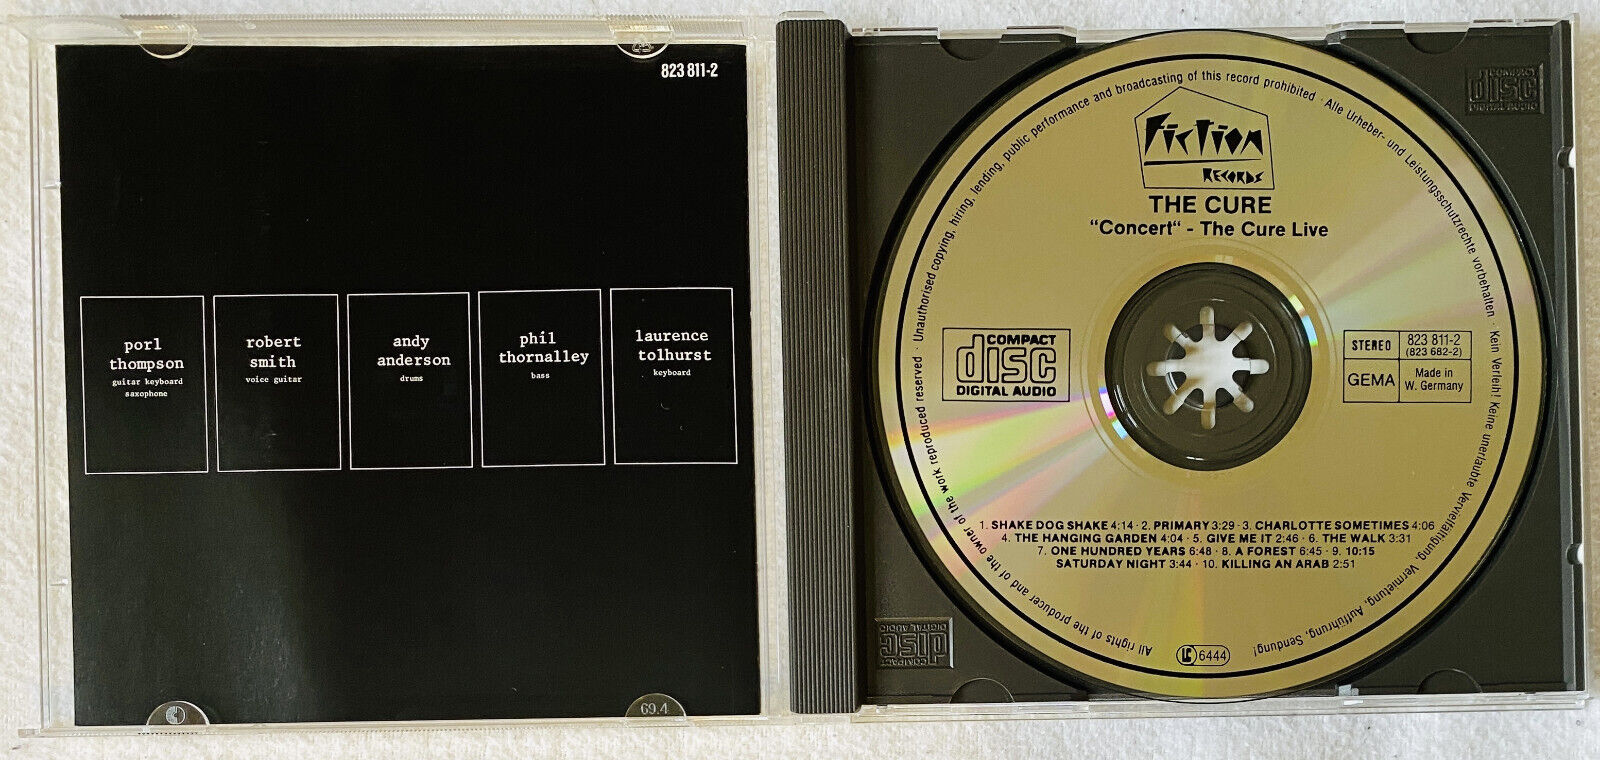 823 811-2
porl
thompson
guitar keyboard
saxophone
robert
smith
voice guitar
andy
anderson
drums
phil
thornalley
bass
laurence
tolhurst
keyboard
69.4
COMPACT
disc
DIGITAL AUDIO
COMPACT
disc
DIGITAL AUDIO
All rights of the producer and of the owner of the work reproduced reserved · Unauthorised copying, hiring, lending, public performance and broadcasting of this record prohibited · Alle Urheber- und Leistungsschutzrechte vorbehalten · Kein Verleih! Keine unerlaubte Vervielfältigung, Vermietung, Aufführung, Sendung!
Fiction
Records
THE CURE
“Concert“ - The Cure Live
COMPACT
disc
DIGITAL AUDIO
STEREO
823 811-2
(823 682-2)
GEMA
Made in
W. Germany
1. SHAKE DOG SHAKE 4:14 · 2. PRIMARY 3:29 · 3. CHARLOTTE SOMETIMES 4:06
4. THE HANGING GARDEN 4:04 · 5. GIVE ME IT 2:46 · 6. THE WALK 3:31
7. ONE HUNDRED YEARS 6:48 · 8. A FOREST 6:45 · 9. 10:15
SATURDAY NIGHT 3:44 · 10. KILLING AN ARAB 2:51
LC 6444